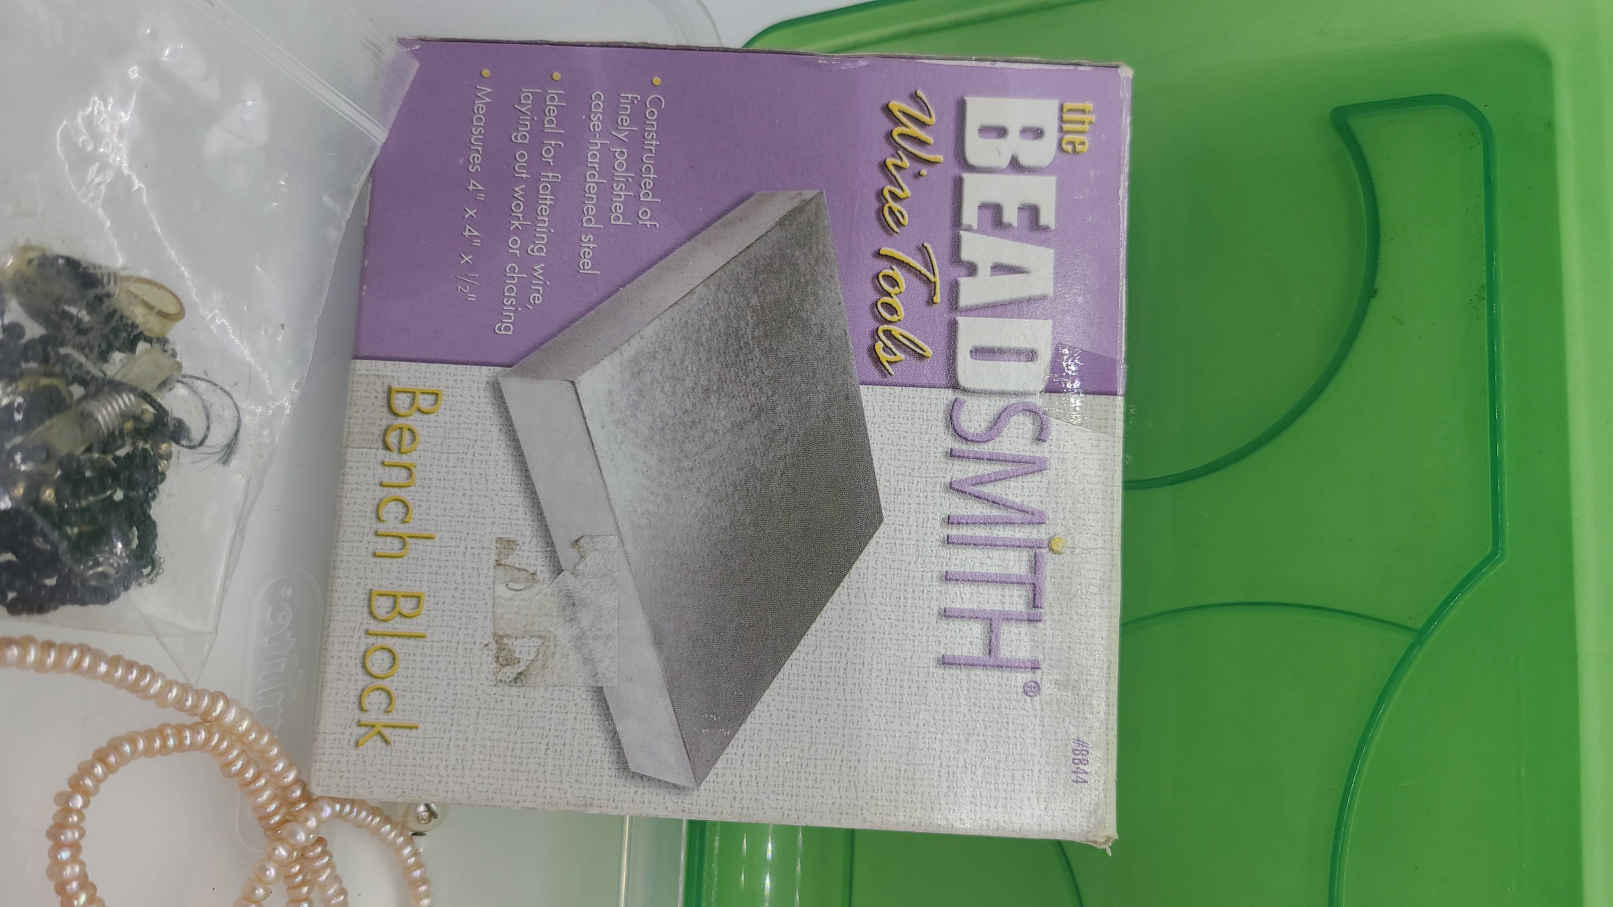 the
BEADSMITH®
Wire Tools
#8844
• Constructed of
finely polished
case-hardened steel
• Ideal for flattening wire,
laying out work or chasing
• Measures 4" x 4" x 1/2"
Bench Block